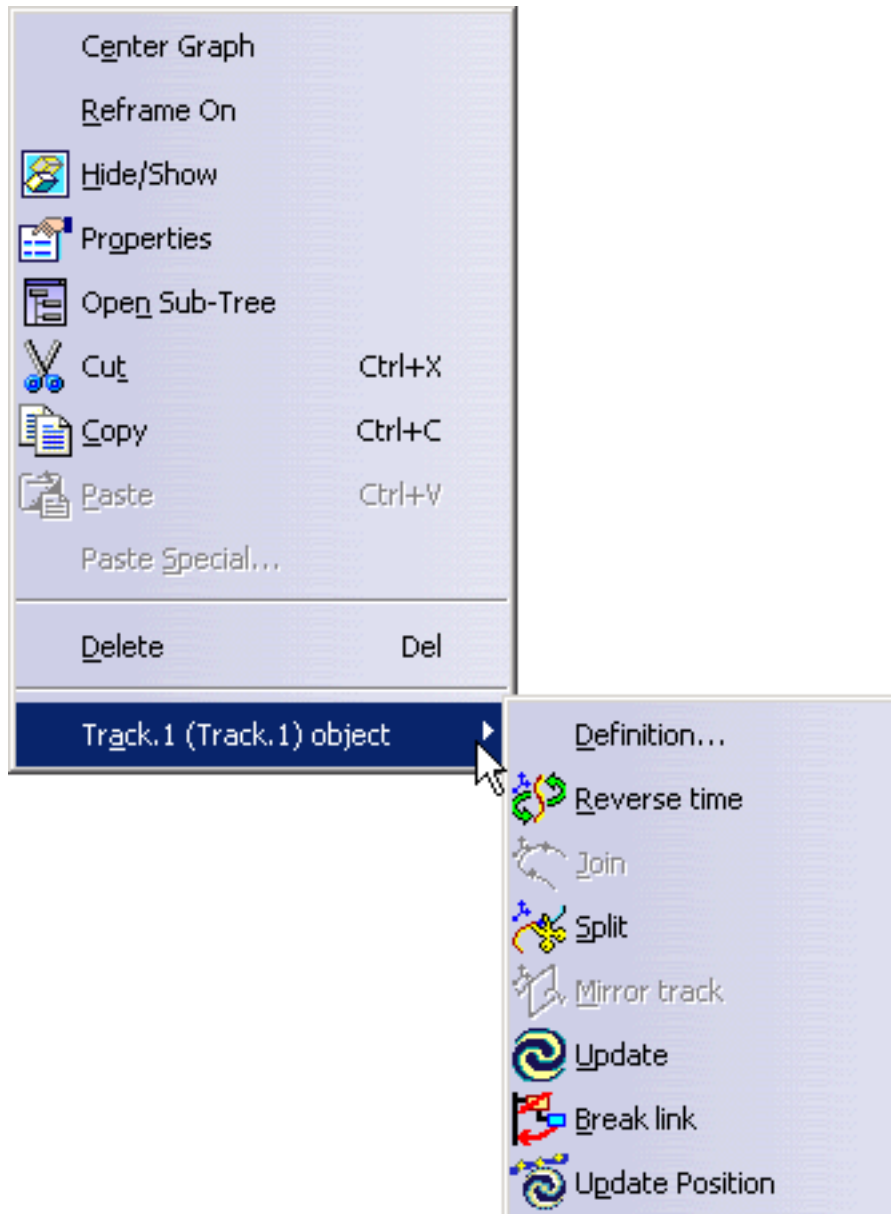 Center Graph
Reframe On
Hide/Show
Properties
Open Sub-Tree
Cut Ctrl+X
Copy Ctrl+C
Paste Ctrl+V
Paste Special...
Delete Del
Track.1 (Track.1) object
Definition...
Reverse time
Join
Split
Mirror track
Update
Break link
Update Position